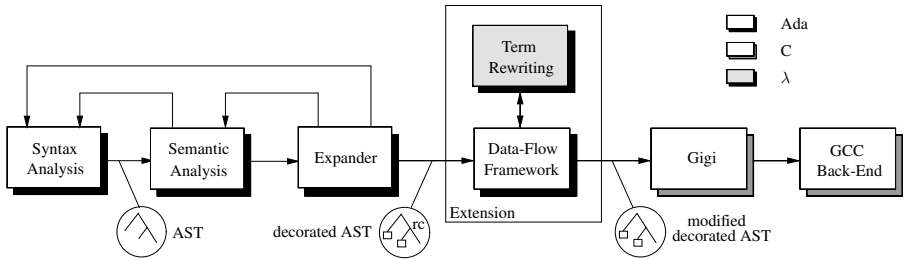 Term
Rewriting
Ada
C
λ
Syntax
Analysis
Semantic
Analysis
Expander
Data-Flow
Framework
Gigi
GCC
Back-End
Extension
AST
decorated AST
rc
modified
decorated AST